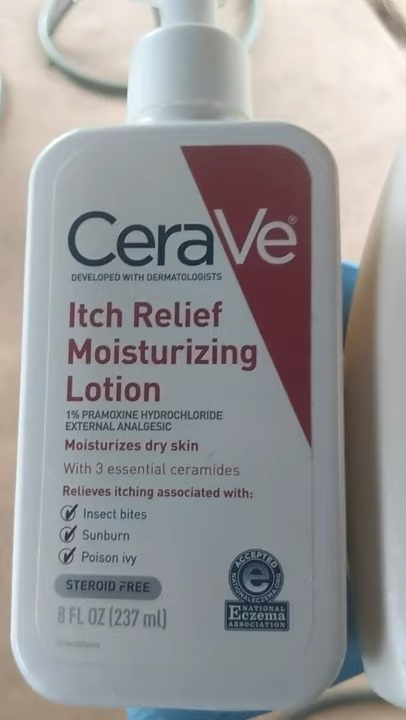 CeraVe®
DEVELOPED WITH DERMATOLOGISTS
Itch Relief
Moisturizing
Lotion
1% PRAMOXINE HYDROCHLORIDE
EXTERNAL ANALGESIC
Moisturizes dry skin
With 3 essential ceramides
Relieves itching associated with:
Insect bites
Sunburn
Poison ivy
STEROID FREE
8 FL OZ (237 ml)
ACCEPTED
e
NATIONALECZEMA.ORG
NATIONAL
Eczema
ASSOCIATION